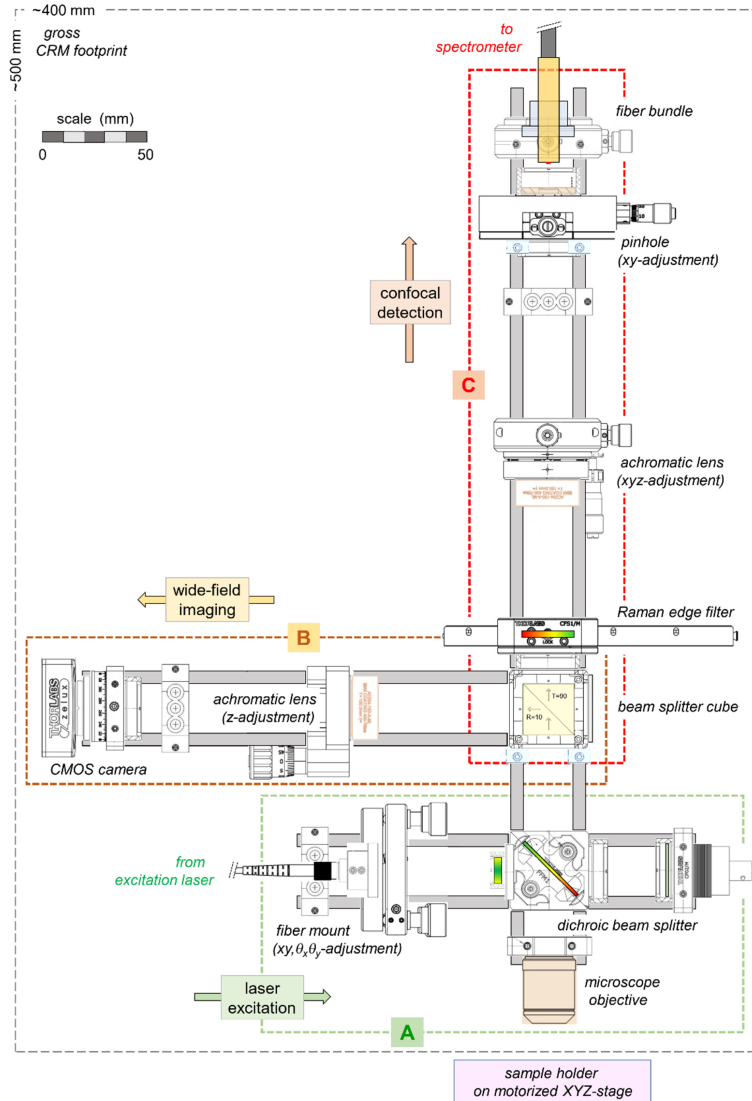 ~400 mm
~500 mm
gross
CRM footprint
scale (mm)
0
50
to
spectrometer
fiber bundle
pinhole
(xy-adjustment)
confocal
detection
C
achromatic lens
(xyz-adjustment)
wide-field
imaging
B
Raman edge filter
THORLABS
CFS1/M
LOCK
THORLABS
zelux
achromatic lens
(z-adjustment)
T=90
R=10
beam splitter cube
CMOS camera
from
excitation laser
fiber mount
(xy,θxθy-adjustment)
dichroic beam splitter
laser
excitation
microscope
objective
A
sample holder
on motorized XYZ-stage